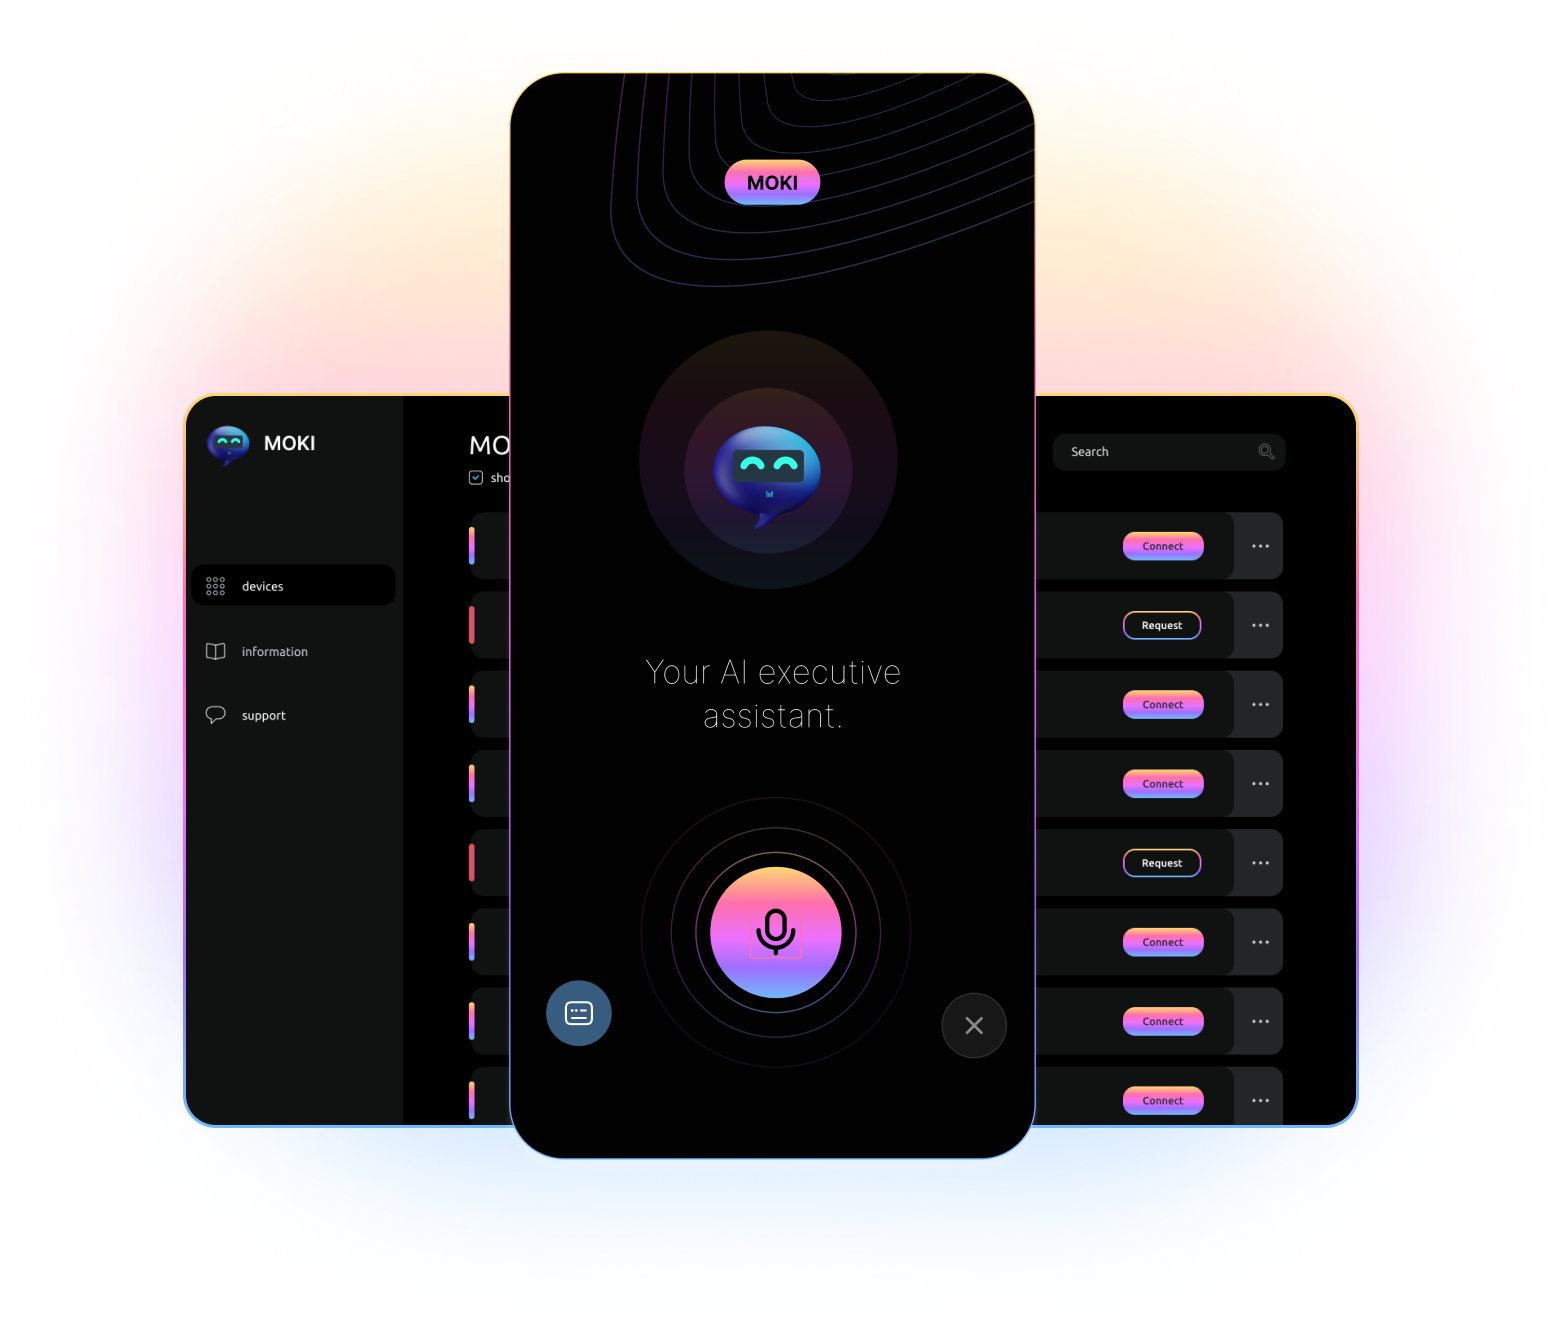 MOKI
Your AI executive
assistant.
MOKI
devices
information
support
MO
sho
Search
Connect
Request
Connect
Connect
Request
Connect
Connect
Connect